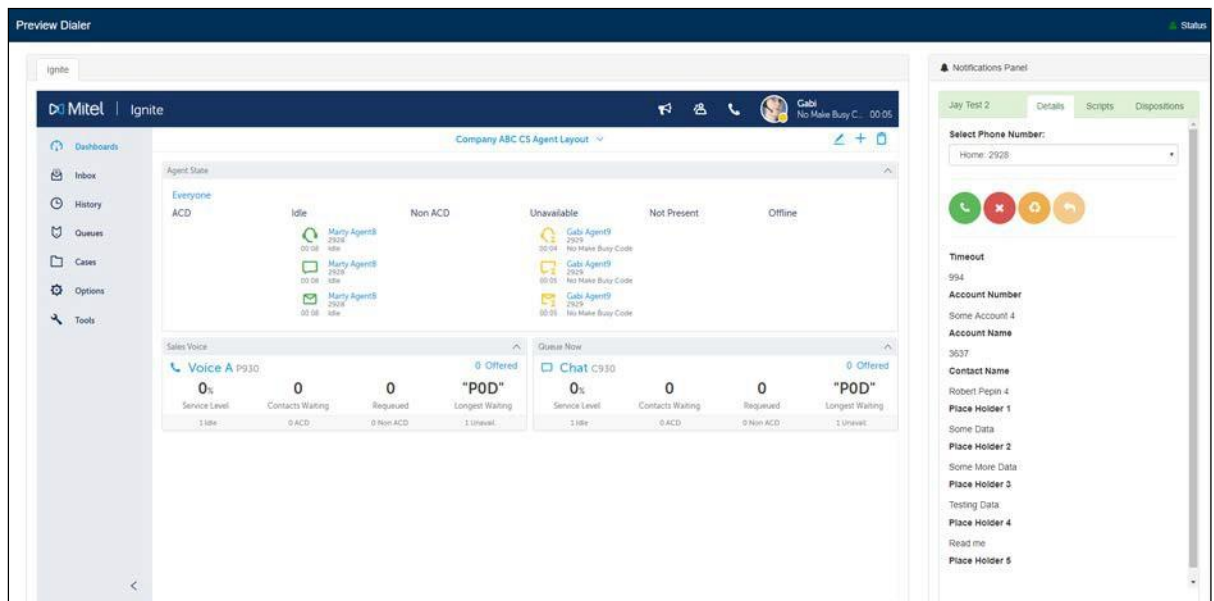 Preview Dialer
Status
Ignite
Mitel | Ignite
Gabi
No Make Busy C... 00:05
Dashboards
Inbox
History
Queues
Cases
Options
Tools
Company ABC CS Agent Layout
Agent State
Everyone
ACD Idle Non ACD Unavailable Not Present Offline
Marty Agent8
2928
00:08 Idle
Marty Agent8
2928
00:08 Idle
Marty Agent8
2928
00:08 Idle
Gabi Agent9
2929
00:04 No Make Busy Code
Gabi Agent9
2929
00:05 No Make Busy Code
Gabi Agent9
2929
00:05 No Make Busy Code
Sales Voice
Voice A P930 0 Offered
0% 0 0 "P0D"
Service Level Contacts Waiting Requeued Longest Waiting
1 Idle 0 ACD 0 Non ACD 1 Unavail.
Queue Now
Chat C930 0 Offered
0% 0 0 "P0D"
Service Level Contacts Waiting Requeued Longest Waiting
1 Idle 0 ACD 0 Non ACD 1 Unavail.
Notifications Panel
Jay Test 2 Details Scripts Dispositions
Select Phone Number:
Home: 2928
Timeout
994
Account Number
Some Account 4
Account Name
3637
Contact Name
Robert Pepin 4
Place Holder 1
Some Data
Place Holder 2
Some More Data
Place Holder 3
Testing Data
Place Holder 4
Read me
Place Holder 5